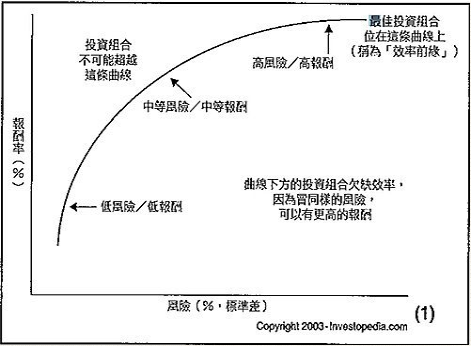 最佳投資組合
位在這條曲線上
（稱為「效率前緣」）
投資組合
不可能超越
這條曲線
高風險／高報酬
中等風險／中等報酬
報酬率（%）
曲線下方的投資組合欠缺效率，
因為冒同樣的風險，
可以有更高的報酬
低風險／低報酬
風險（%，標準差）
(1)
Copyright 2003 - Investopedia.com